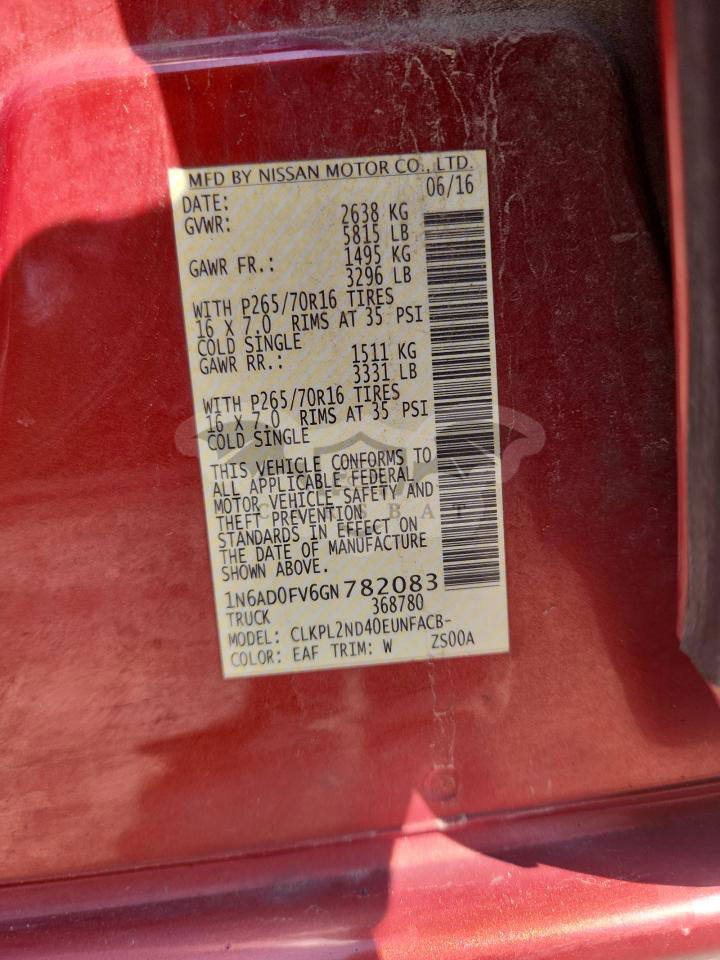 MFD BY NISSAN MOTOR CO., LTD.
DATE: 06/16
GVWR: 2638 KG
5815 LB
GAWR FR.: 1495 KG
3296 LB
WITH P265/70R16 TIRES
16 X 7.0 RIMS AT 35 PSI
COLD SINGLE
GAWR RR.: 1511 KG
3331 LB
WITH P265/70R16 TIRES
16 X 7.0 RIMS AT 35 PSI
COLD SINGLE
THIS VEHICLE CONFORMS TO
ALL APPLICABLE FEDERAL
MOTOR VEHICLE SAFETY AND
THEFT PREVENTION
STANDARDS IN EFFECT ON
THE DATE OF MANUFACTURE
SHOWN ABOVE.
1N6AD0FV6GN782083
TRUCK 368780
MODEL: CLKPL2ND40EUNFACB-
COLOR: EAF TRIM: W ZS00A